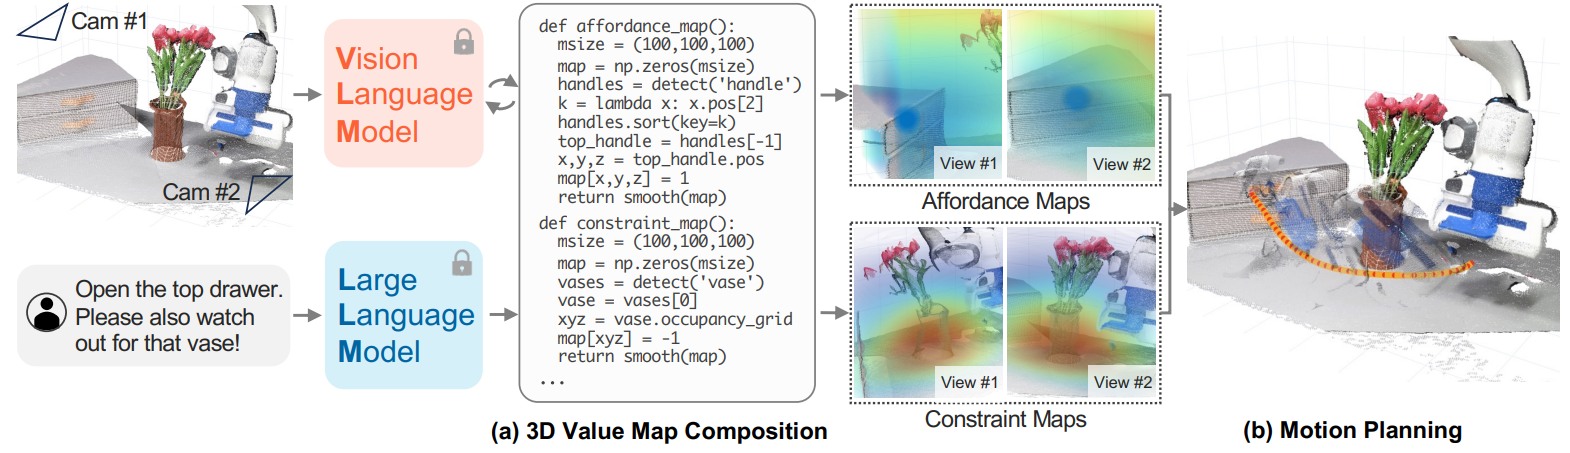 Cam #1
Cam #2
Open the top drawer.
Please also watch
out for that vase!
Vision
Language
Model
Large
Language
Model
def affordance_map():
msize = (100,100,100)
map = np.zeros(msize)
handles = detect('handle')
k = lambda x: x.pos[2]
handles.sort(key=k)
top_handle = handles[-1]
x,y,z = top_handle.pos
map[x,y,z] = 1
return smooth(map)
def constraint_map():
msize = (100,100,100)
map = np.zeros(msize)
vases = detect('vase')
vase = vases[0]
xyz = vase.occupancy_grid
map[xyz] = -1
return smooth(map)
...
View #1
View #2
Affordance Maps
View #1
View #2
Constraint Maps
(a) 3D Value Map Composition
(b) Motion Planning